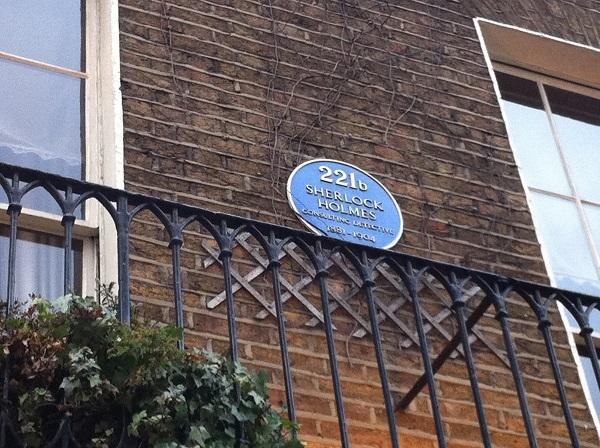 221b
SHERLOCK
HOLMES
CONSULTING DETECTIVE
1881-1904